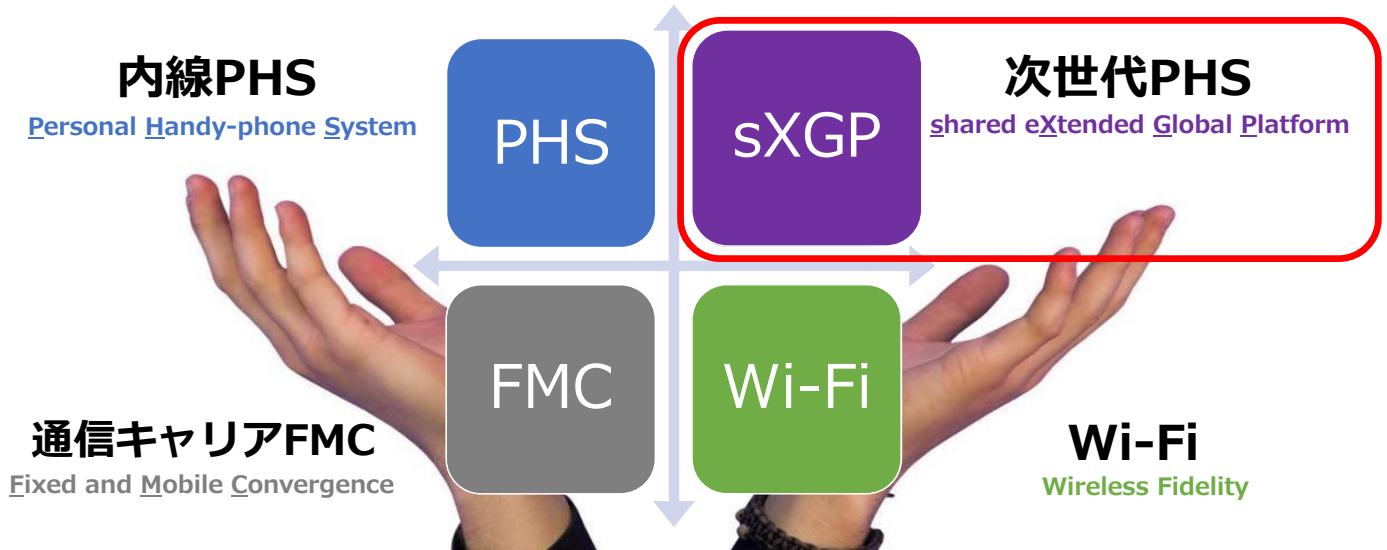 内線PHS
Personal Handy-phone System
PHS
sXGP
次世代PHS
shared eXtended Global Platform
通信キャリアFMC
Fixed and Mobile Convergence
FMC
Wi-Fi
Wi-Fi
Wireless Fidelity